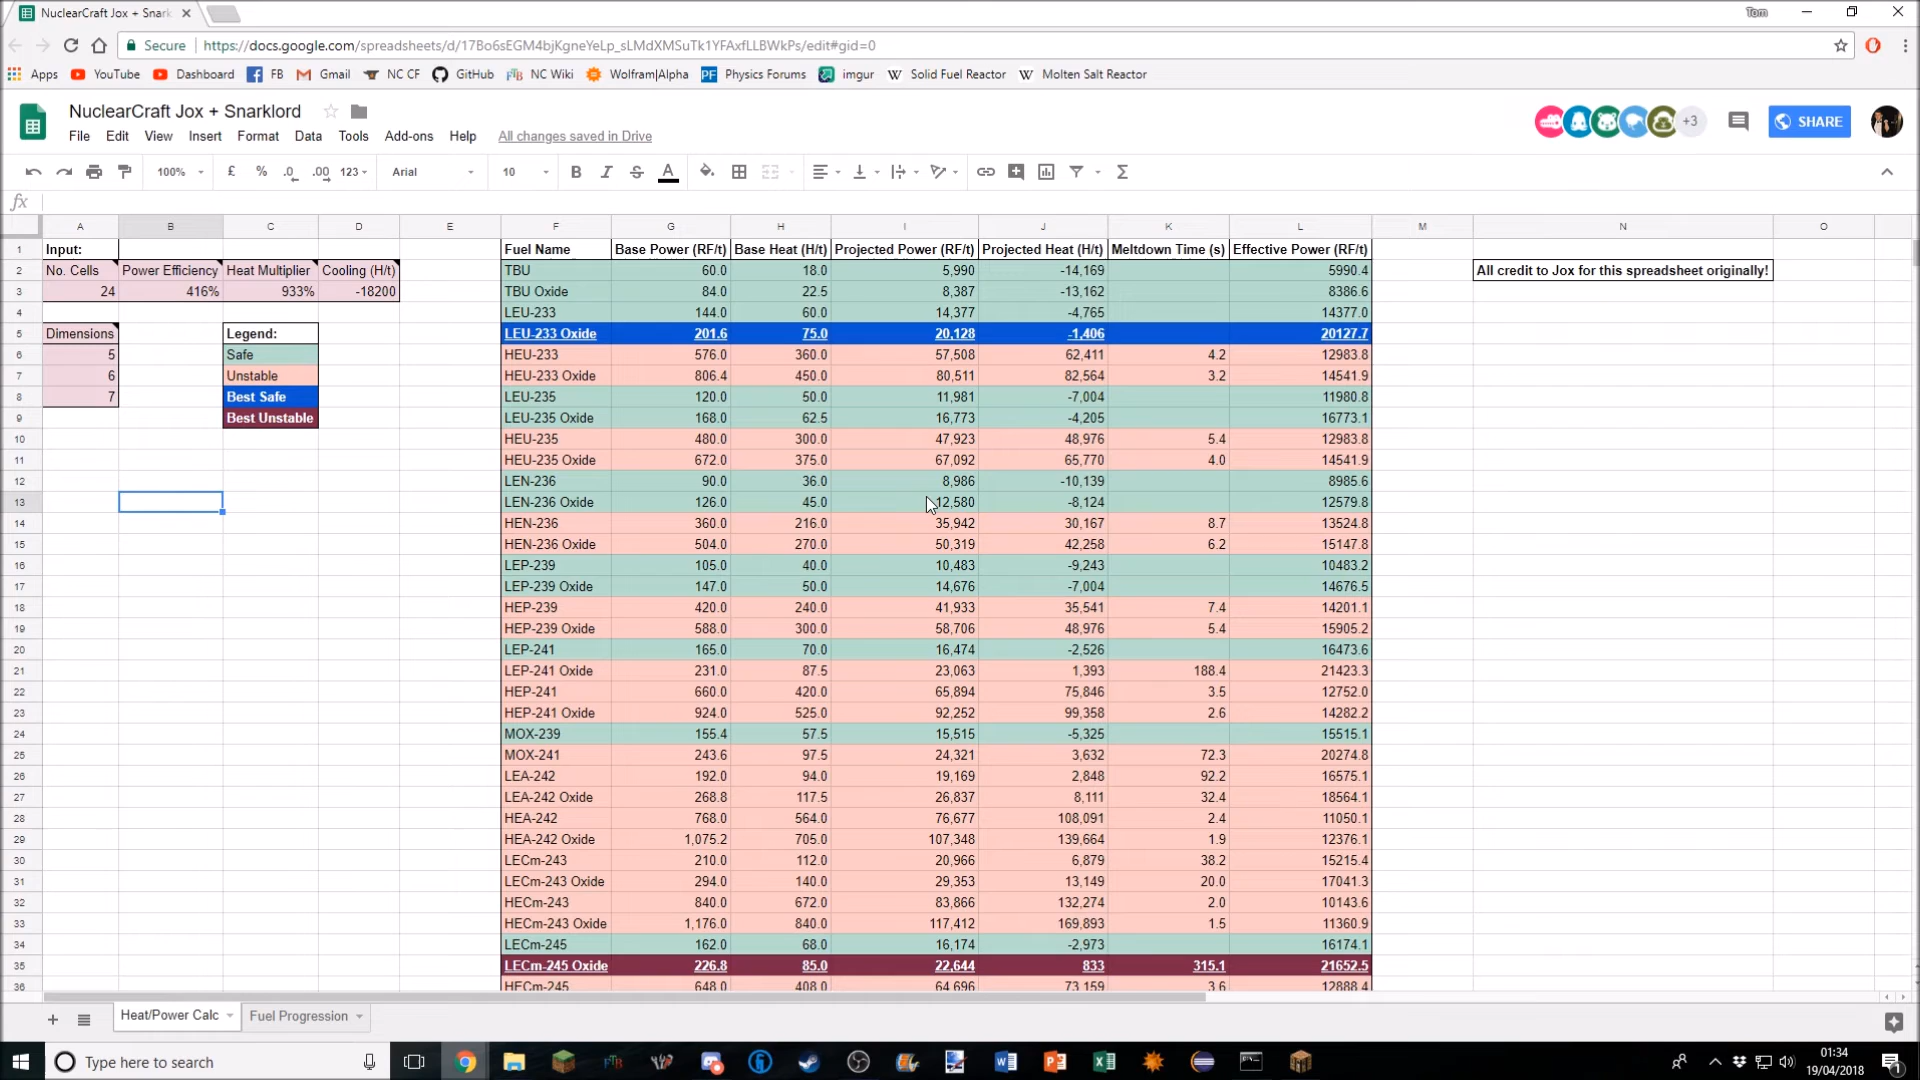 NuclearCraft Jox + Snark
Tom
Secure https://docs.google.com/spreadsheets/d/17Bo6sEGM4bjKgneYeLp_sLMdXMSuTk1YFAxfLLBWkPs/edit#gid=0
Apps YouTube Dashboard FB Gmail NC CF GitHub NC Wiki Wolfram|Alpha Physics Forums imgur Solid Fuel Reactor Molten Salt Reactor
NuclearCraft Jox + Snarklord
+3 SHARE
File Edit View Insert Format Data Tools Add-ons Help All changes saved in Drive
100% £ % .0 .00 123 Arial 10 B I S A
fx
A B C D E F G H I J K L M N O
1 Input: Fuel Name Base Power (RF/t) Base Heat (H/t) Projected Power (RF/t) Projected Heat (H/t) Meltdown Time (s) Effective Power (RF/t)
2 No. Cells Power Efficiency Heat Multiplier Cooling (H/t) TBU 60.0 18.0 5,990 -14,169 5990.4 All credit to Jox for this spreadsheet originally!
3 24 416% 933% -18200 TBU Oxide 84.0 22.5 8,387 -13,162 8386.6
4 LEU-233 144.0 60.0 14,377 -4,765 14377.0
5 Dimensions Legend: LEU-233 Oxide 201.6 75.0 20,128 -1,406 20127.7
6 5 Safe HEU-233 576.0 360.0 57,508 62,411 4.2 12983.8
7 6 Unstable HEU-233 Oxide 806.4 450.0 80,511 82,564 3.2 14541.9
8 7 Best Safe LEU-235 120.0 50.0 11,981 -7,004 11980.8
9 Best Unstable LEU-235 Oxide 168.0 62.5 16,773 -4,205 16773.1
10 HEU-235 480.0 300.0 47,923 48,976 5.4 12983.8
11 HEU-235 Oxide 672.0 375.0 67,092 65,770 4.0 14541.9
12 LEN-236 90.0 36.0 8,986 -10,139 8985.6
13 LEN-236 Oxide 126.0 45.0 12,580 -8,124 12579.8
14 HEN-236 360.0 216.0 35,942 30,167 8.7 13524.8
15 HEN-236 Oxide 504.0 270.0 50,319 42,258 6.2 15147.8
16 LEP-239 105.0 40.0 10,483 -9,243 10483.2
17 LEP-239 Oxide 147.0 50.0 14,676 -7,004 14676.5
18 HEP-239 420.0 240.0 41,933 35,541 7.4 14201.1
19 HEP-239 Oxide 588.0 300.0 58,706 48,976 5.4 15905.2
20 LEP-241 165.0 70.0 16,474 -2,526 16473.6
21 LEP-241 Oxide 231.0 87.5 23,063 1,393 188.4 21423.3
22 HEP-241 660.0 420.0 65,894 75,846 3.5 12752.0
23 HEP-241 Oxide 924.0 525.0 92,252 99,358 2.6 14282.2
24 MOX-239 155.4 57.5 15,515 -5,325 15515.1
25 MOX-241 243.6 97.5 24,321 3,632 72.3 20274.8
26 LEA-242 192.0 94.0 19,169 2,848 92.2 16575.1
27 LEA-242 Oxide 268.8 117.5 26,837 8,111 32.4 18564.1
28 HEA-242 768.0 564.0 76,677 108,091 2.4 11050.1
29 HEA-242 Oxide 1,075.2 705.0 107,348 139,664 1.9 12376.1
30 LECm-243 210.0 112.0 20,966 6,879 38.2 15215.4
31 LECm-243 Oxide 294.0 140.0 29,353 13,149 20.0 17041.3
32 HECm-243 840.0 672.0 83,866 132,274 2.0 10143.6
33 HECm-243 Oxide 1,176.0 840.0 117,412 169,893 1.5 11360.9
34 LECm-245 162.0 68.0 16,174 -2,973 16174.1
35 LECm-245 Oxide 226.8 85.0 22,644 833 315.1 21652.5
36 HECm-245 648.0 408.0 64,696 73,159 3.6 12888.4
Heat/Power Calc Fuel Progression
Type here to search
01:34
19/04/2018